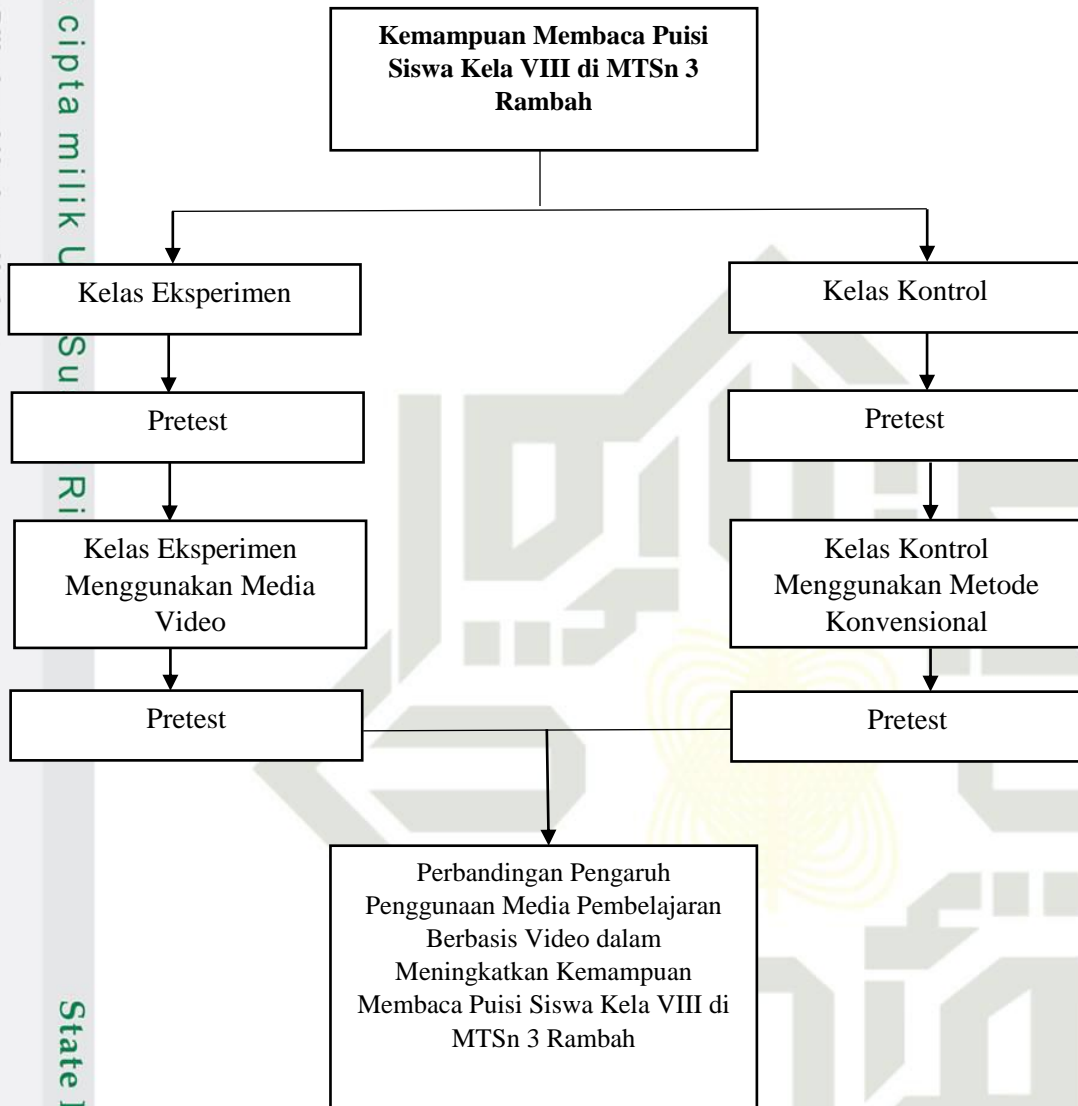 Kemampuan Membaca Puisi
Siswa Kela VIII di MTSn 3
Rambah
Kelas Eksperimen
Kelas Kontrol
Pretest
Pretest
Kelas Eksperimen
Menggunakan Media
Video
Kelas Kontrol
Menggunakan Metode
Konvensional
Pretest
Pretest
Perbandingan Pengaruh
Penggunaan Media Pembelajaran
Berbasis Video dalam
Meningkatkan Kemampuan
Membaca Puisi Siswa Kela VIII di
MTSn 3 Rambah
cipta milik U
Su
Ri
State